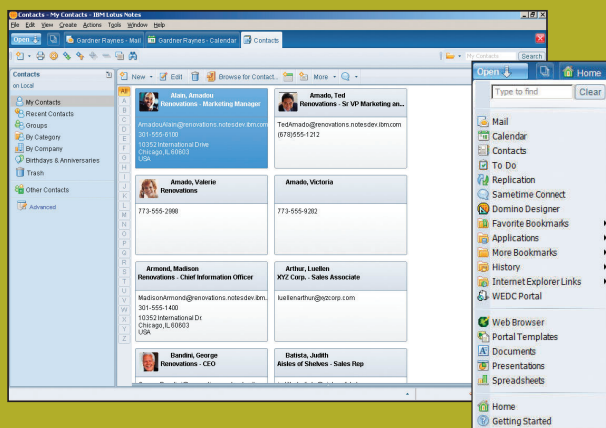 Contacts - My Contacts - IBM Lotus Notes
File Edit View Create Actions Tools Window Help
Open Gardner Raynes - Mail Gardner Raynes - Calendar Contacts
My Contacts Search
Contacts
on Local
My Contacts
Recent Contacts
Groups
By Category
By Company
Birthdays & Anniversaries
Trash
Other Contacts
Advanced
New Edit Browse for Contact... More
All
A
B
C
D
E
F
G
H
I
J
K
L
M
N
O
P
Q
R
S
T
U
V
W
X
Y
Z
Alain, Amadou
Renovations - Marketing Manager
AmadouAlain@renovations.notesdev.ibm.com
301-555-6100
10352 International Drive
Chicago, IL 60603
USA
Amado, Ted
Renovations - Sr VP Marketing an...
TedAmado@renovations.notesdev.ibm.com
(678)555-1212
Amado, Valerie
Renovations
773-555-2898
Amado, Victoria
773-555-9282
Armond, Madison
Renovations - Chief Information Officer
MadisonArmond@renovations.notesdev.ibm..
301-555-1400
10352 International Dr.
Chicago, IL 60603
USA
Arthur, Luellen
XYZ Corp. - Sales Associate
luellenarthur@xyzcorp.com
Bandini, George
Renovations - CEO
Batista, Judith
Aisles of Shelves - Sales Rep
Open Home
Type to find Clear
Mail
Calendar
Contacts
To Do
Replication
Sametime Connect
Domino Designer
Favorite Bookmarks
Applications
More Bookmarks
History
Internet Explorer Links
WEDC Portal
Web Browser
Portal Templates
Documents
Presentations
Spreadsheets
Home
Getting Started